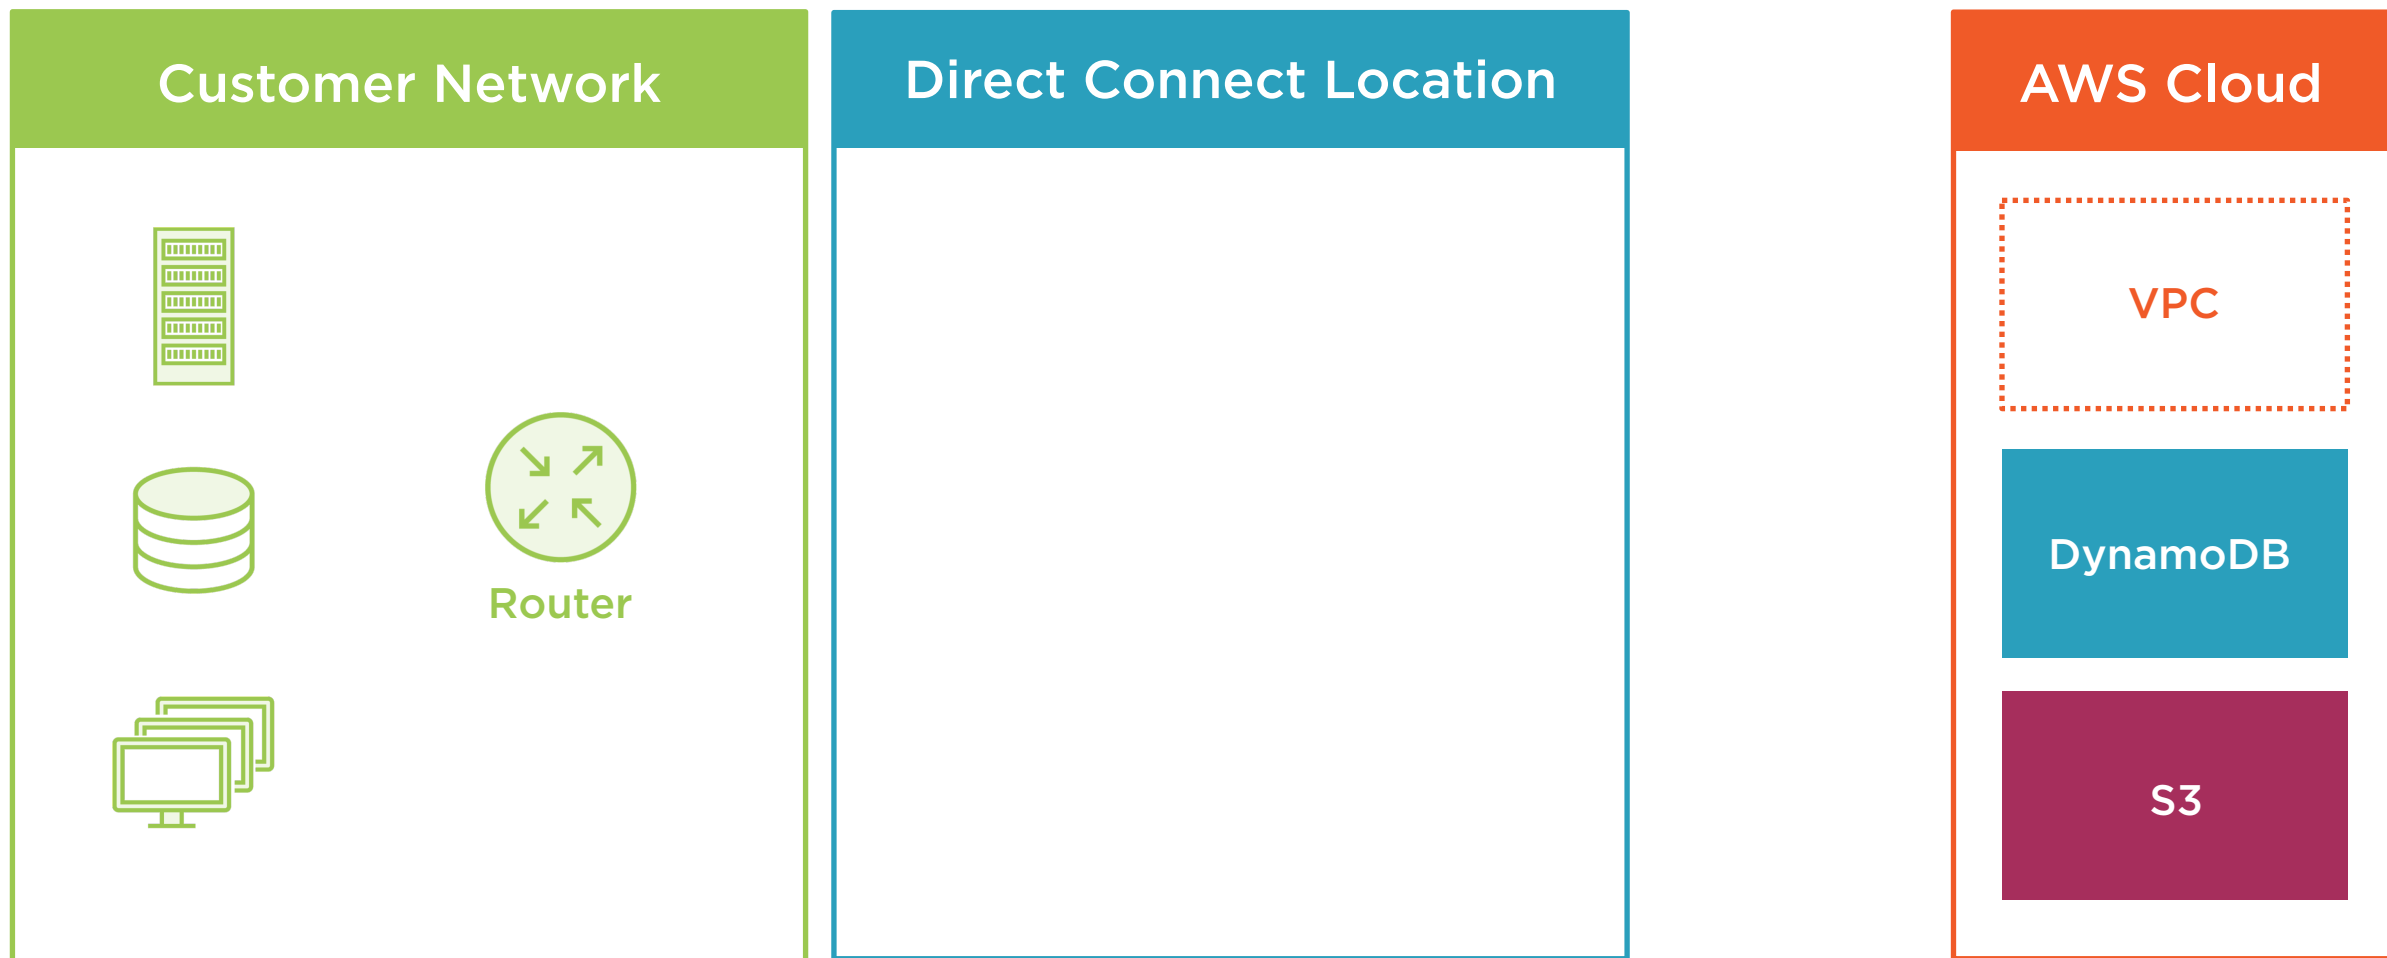 Customer Network
Direct Connect Location
AWS Cloud
Router
VPC
DynamoDB
S3